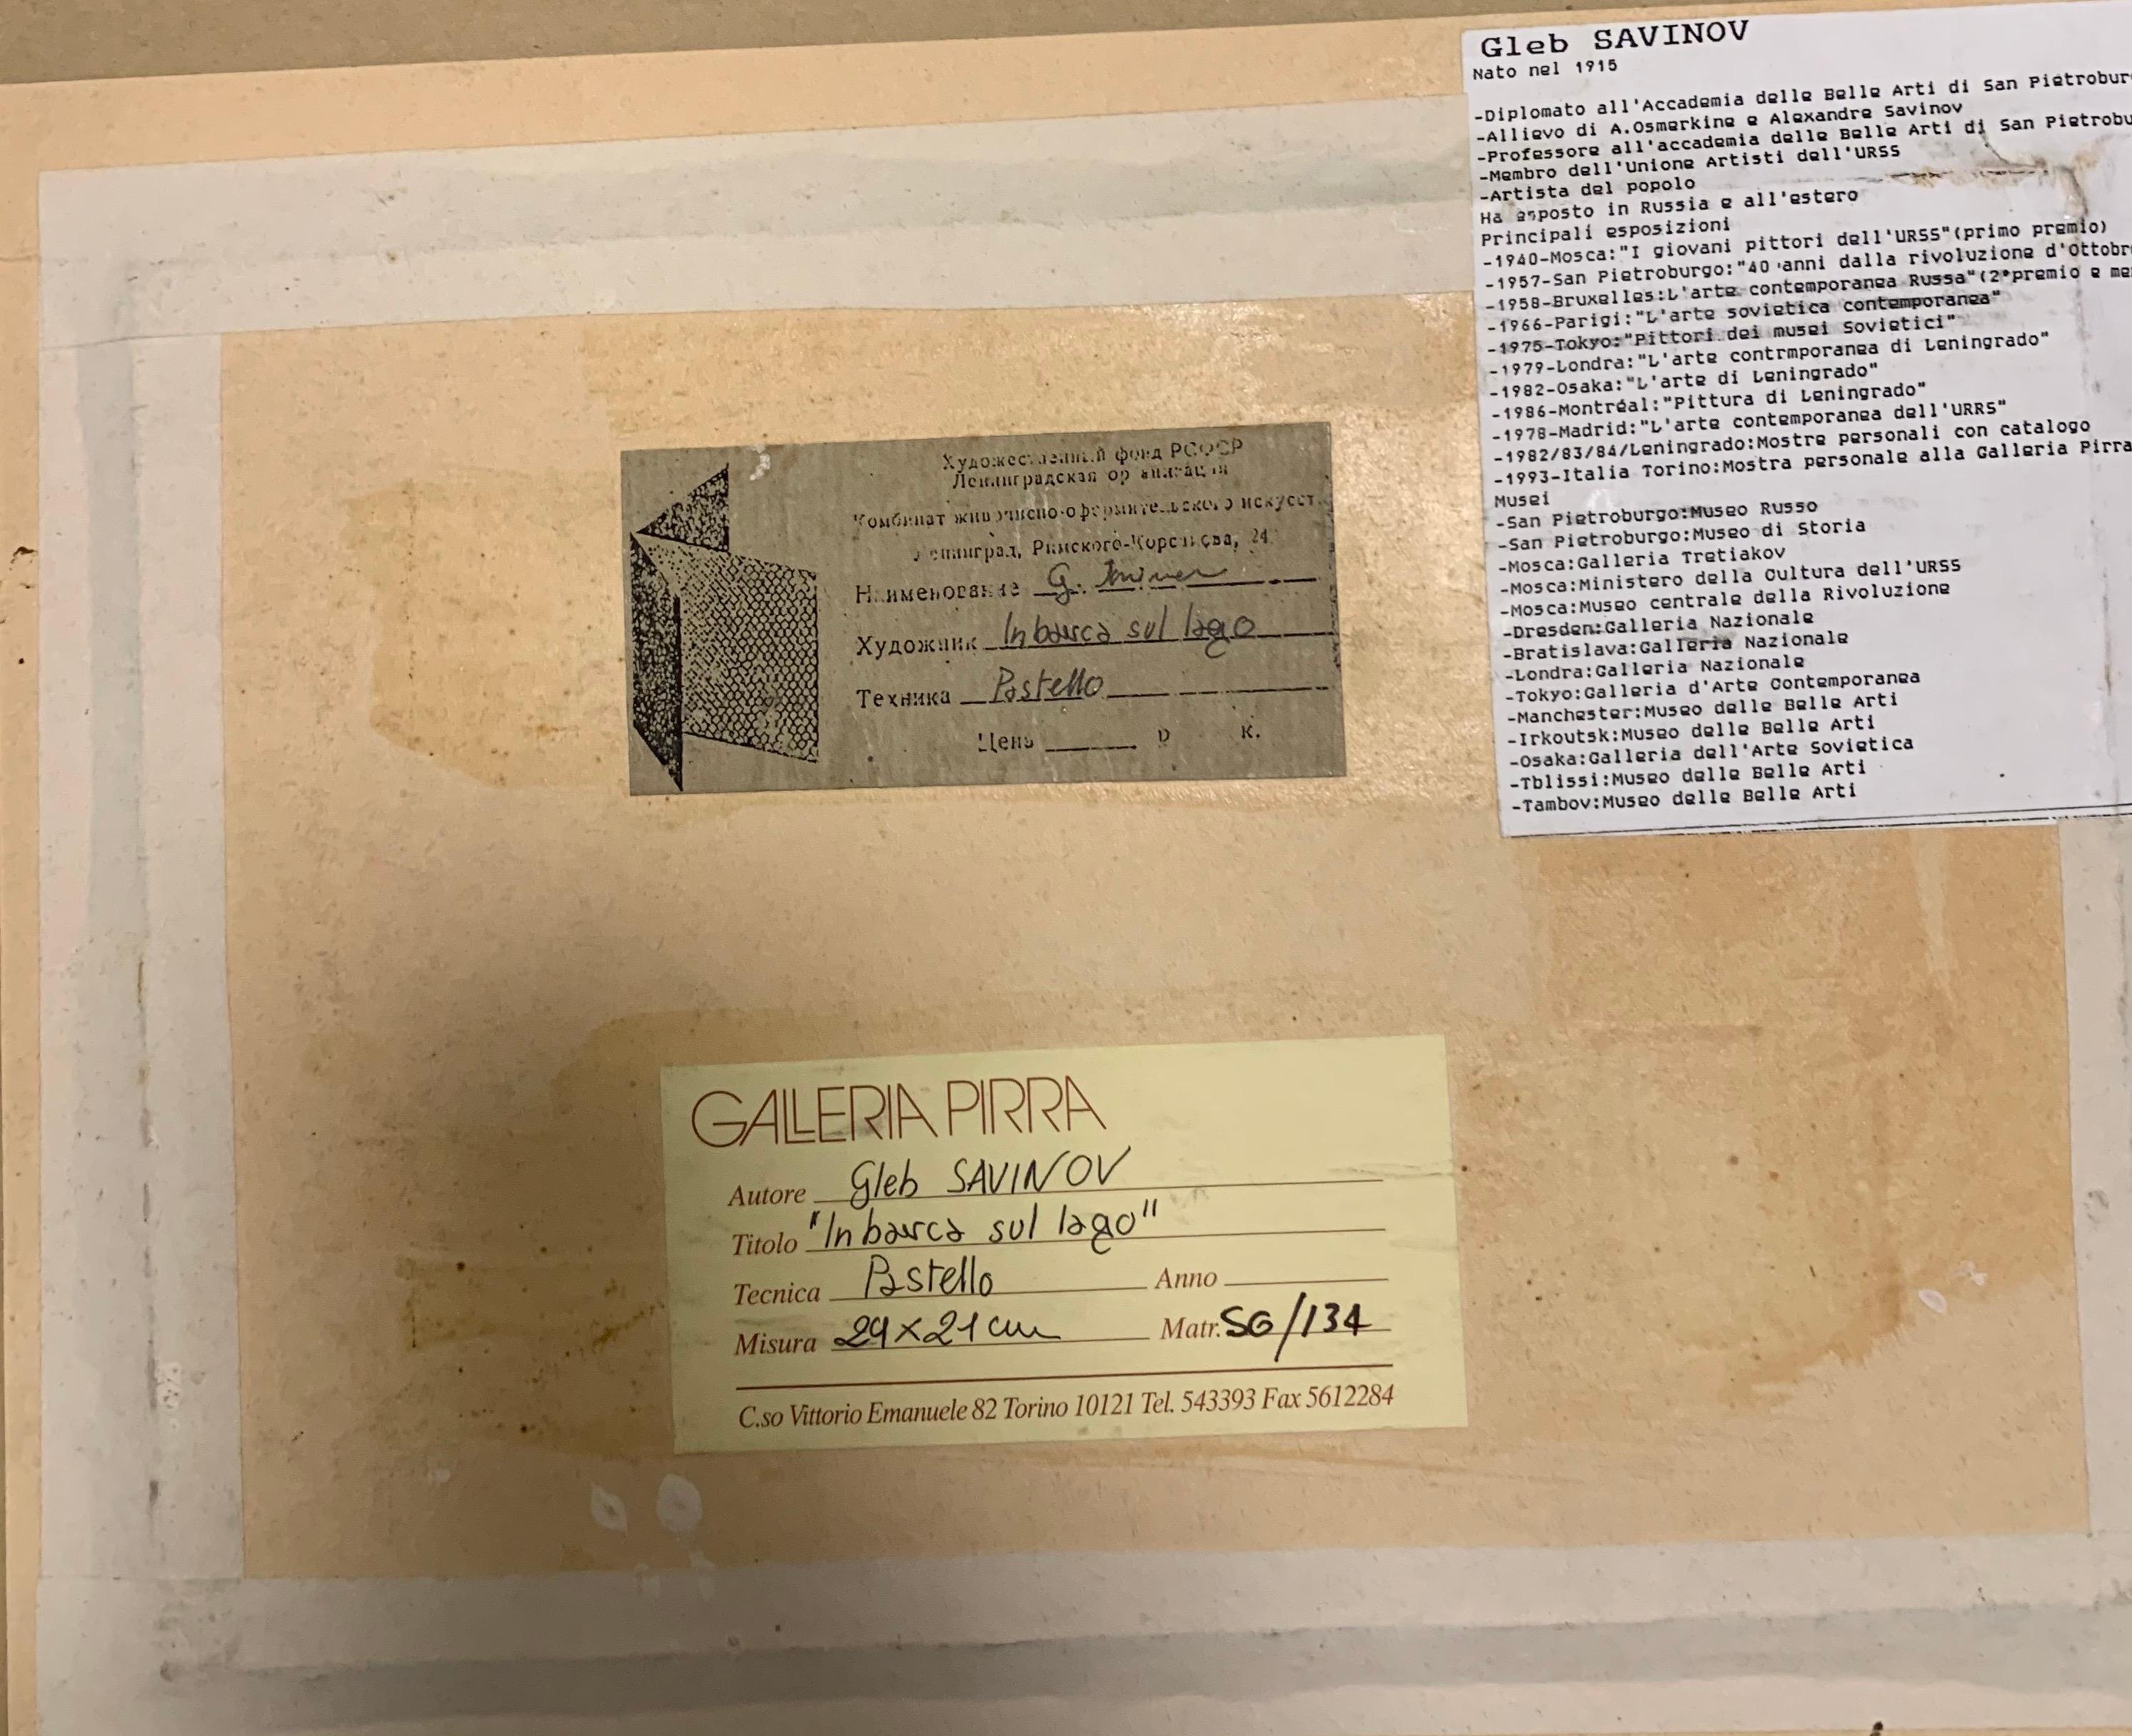 Gleb SAVINOV
Nato nel 1915
-Diplomato all'Accademia delle Belle Arti di San
-Allievo di A.Osmerkine e Alexandre Savinov
-Professore all'accademia delle Belle Arti di San
-Membro dell'Unione Artisti dell'URSS
-Artista del popolo
Ha esposto in Russia e all'estero
Principali esposizioni
-1940-Mosca:"I giovani pittori dell'URSS"(primo premio)
-1957-San Pietroburgo:"40 anni dalla rivoluzione
-1958-Bruxelles:L'arte contemporanea Russa"(2°premio e
-1966-Parigi:"L'arte sovietica contemporanea"
-1975-Tokyo:"Pittori dei musei Sovietici"
-1979-Londra:"L'arte contrmporanea di Leningrado"
-1982-Osaka:"L'arte di Leningrado"
-1986-Montréal:"Pittura di Leningrado"
-1978-Madrid:"L'arte contemporanea dell'URRS"
-1982/83/84/Leningrado:Mostre personali con catalogo
-1993-Italia Torino:Mostra personale alla Galleria Pirra
Musei
-San Pietroburgo:Museo Russo
-San Pietroburgo:Museo di Storia
-Mosca:Galleria Tretiakov
-Mosca:Ministero della Cultura dell'URSS
-Mosca:Museo centrale della Rivoluzione
-Dresden:Galleria Nazionale
-Bratislava:Galleria Nazionale
-Londra:Galleria Nazionale
-Tokyo:Galleria d'Arte Contemporanea
-Manchester:Museo delle Belle Arti
-Irkoutsk:Museo delle Belle Arti
-Osaka:Galleria dell'Arte Sovietica
-Tblissi:Museo delle Belle Arti
-Tambov:Museo delle Belle Arti
Художественный фонд РСФСР
Ленинградская организация
Комбинат живописно-оформительского искусст
Ленинград, Римского-Корсакова, 24
Наименование G.
Художник In barca sul lago
Техника Pastello
Цена р к.
GALLERIA PIRRA
Autore Gleb SAVINOV
Titolo "In barca sul lago"
Tecnica Pastello Anno
Misura 29x21 cm Matr. SG/134
C.so Vittorio Emanuele 82 Torino 10121 Tel. 543393 Fax 5612284